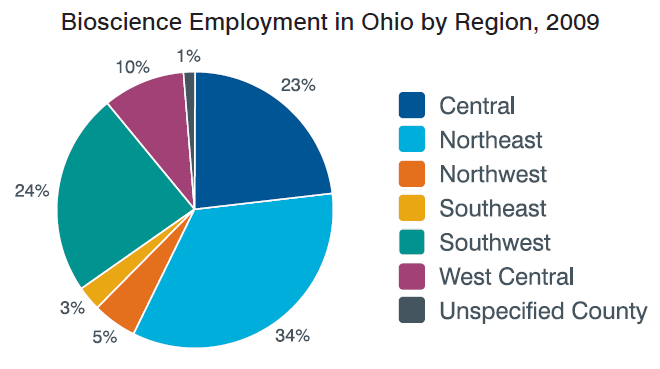 Bioscience Employment in Ohio by Region, 2009
1%
10%
23%
24%
3%
5%
34%
Central
Northeast
Northwest
Southeast
Southwest
West Central
Unspecified County